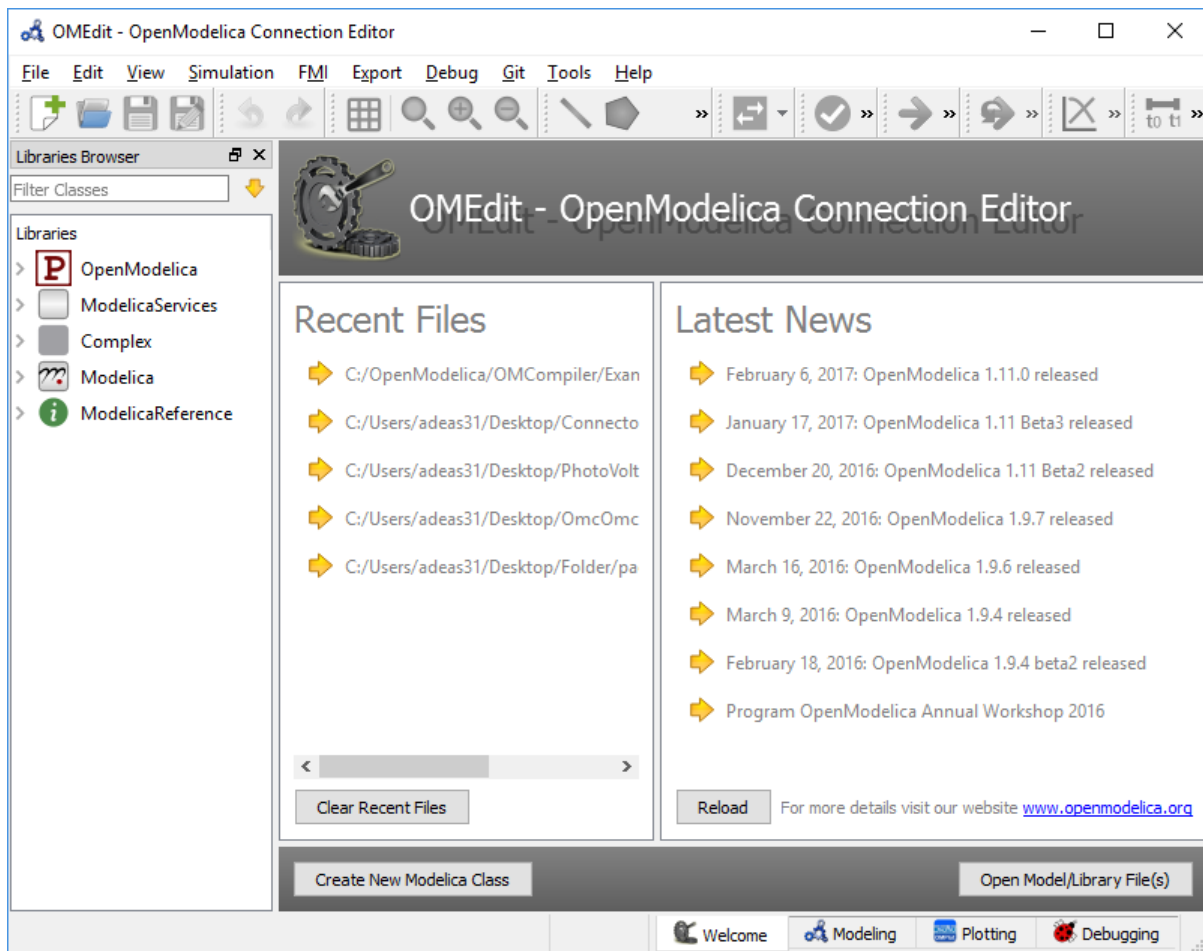 OMEdit - OpenModelica Connection Editor
File Edit View Simulation FMI Export Debug Git Tools Help
» » » » » t0 t1 »
Libraries Browser
Filter Classes
Libraries
P OpenModelica
ModelicaServices
Complex
Modelica
i ModelicaReference
OMEdit - OpenModelica Connection Editor
Recent Files
C:/OpenModelica/OMCompiler/Exan
C:/Users/adeas31/Desktop/Connecto
C:/Users/adeas31/Desktop/PhotoVolt
C:/Users/adeas31/Desktop/OmcOmc
C:/Users/adeas31/Desktop/Folder/pa
Clear Recent Files
Latest News
February 6, 2017: OpenModelica 1.11.0 released
January 17, 2017: OpenModelica 1.11 Beta3 released
December 20, 2016: OpenModelica 1.11 Beta2 released
November 22, 2016: OpenModelica 1.9.7 released
March 16, 2016: OpenModelica 1.9.6 released
March 9, 2016: OpenModelica 1.9.4 released
February 18, 2016: OpenModelica 1.9.4 beta2 released
Program OpenModelica Annual Workshop 2016
Reload For more details visit our website www.openmodelica.org
Create New Modelica Class Open Model/Library File(s)
Welcome Modeling Plotting Debugging